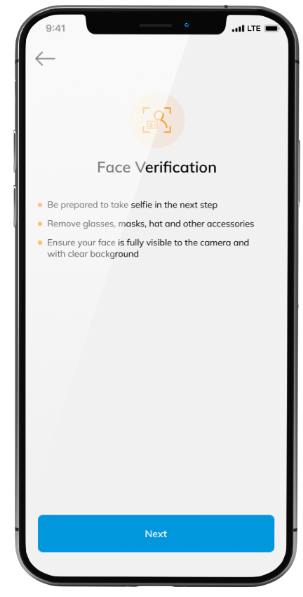 9:41
LTE
Face Verification
Be prepared to take selfie in the next step
Remove glasses, masks, hat and other accessories
Ensure your face is fully visible to the camera and
with clear background
Next